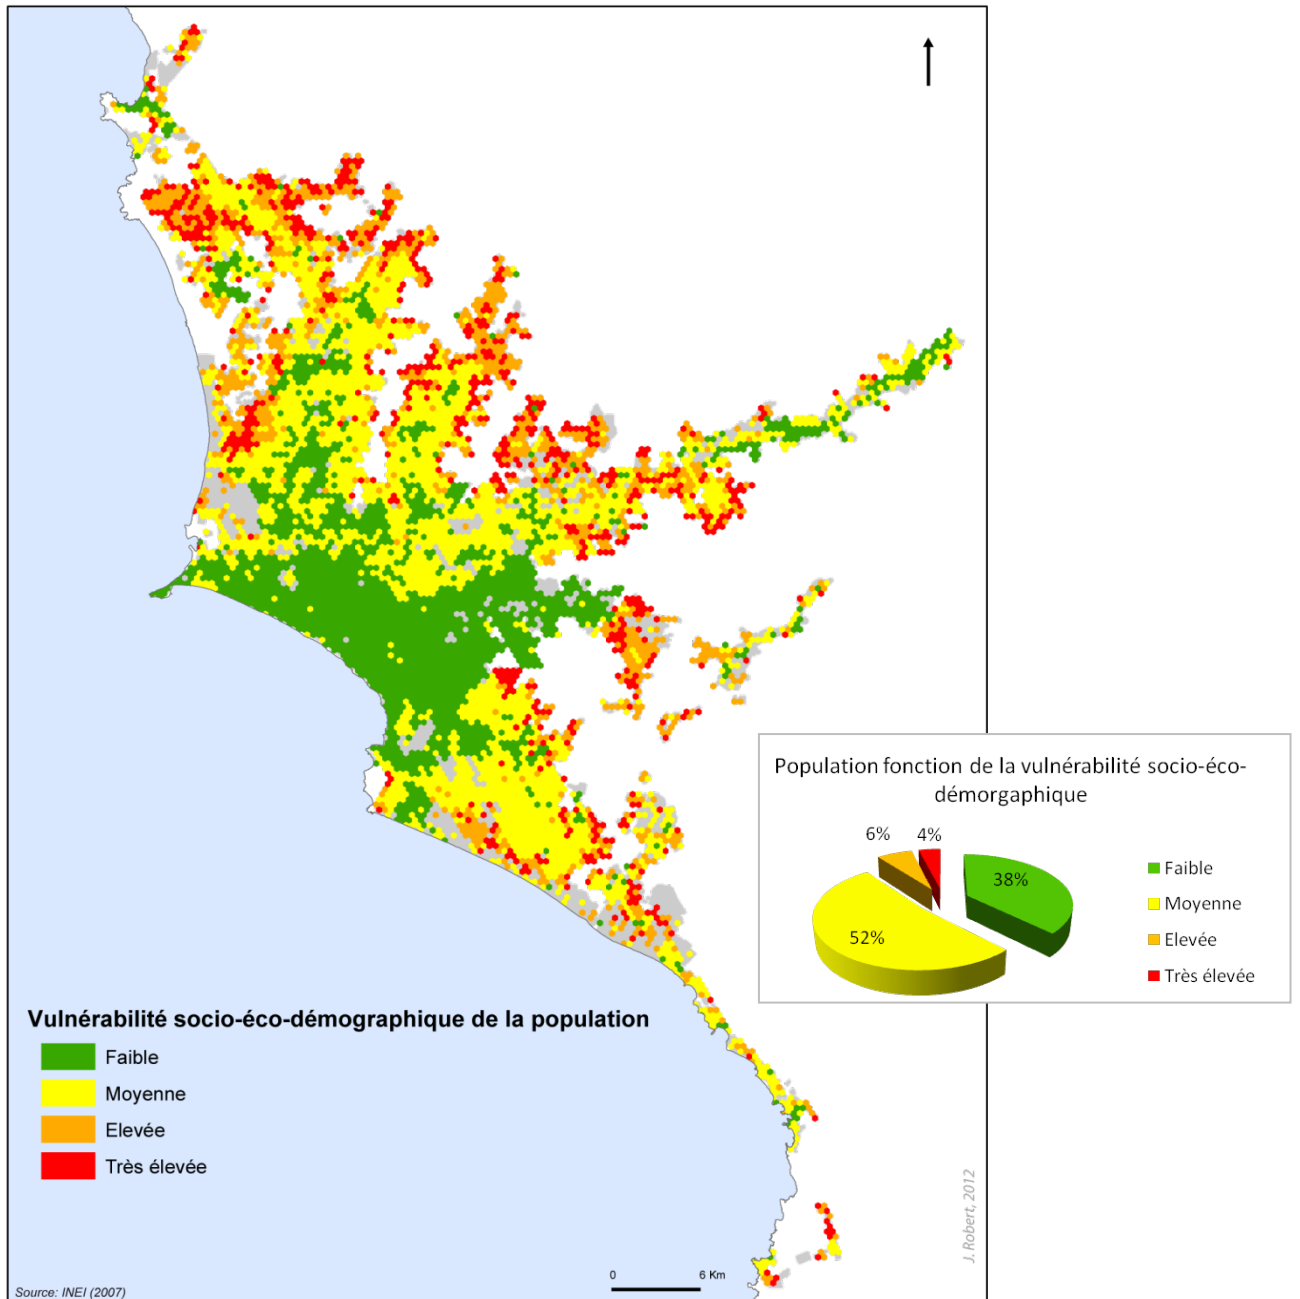 Population fonction de la vulnérabilité socio-éco-
démorgaphique
6%
4%
38%
52%
Faible
Moyenne
Elevée
Très élevée
Vulnérabilité socio-éco-démographique de la population
Faible
Moyenne
Elevée
Très élevée
J. Robert, 2012
0 6 Km
Source: INEI (2007)